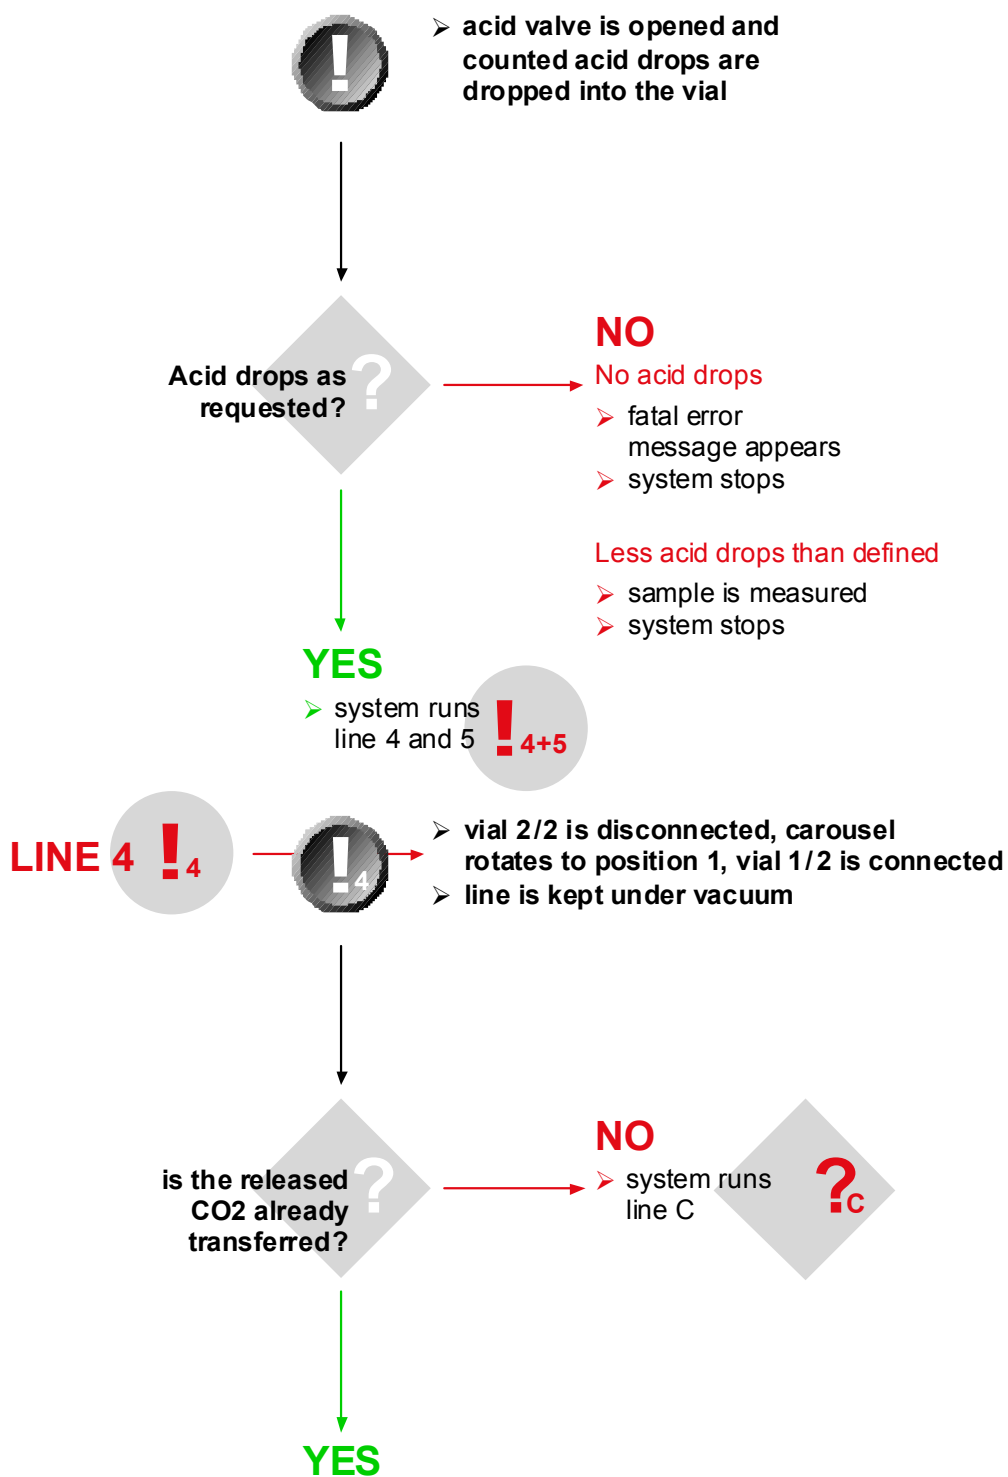 !
➢ acid valve is opened and
counted acid drops are
dropped into the vial
?
Acid drops as
requested?
NO
No acid drops
➢ fatal error
message appears
➢ system stops
Less acid drops than defined
➢ sample is measured
➢ system stops
YES
➢ system runs
line 4 and 5
!4+5
LINE 4 !4
!4
➢ vial 2/2 is disconnected, carousel
rotates to position 1, vial 1/2 is connected
➢ line is kept under vacuum
?
is the released
CO2 already
transferred?
NO
➢ system runs
line C
?C
YES